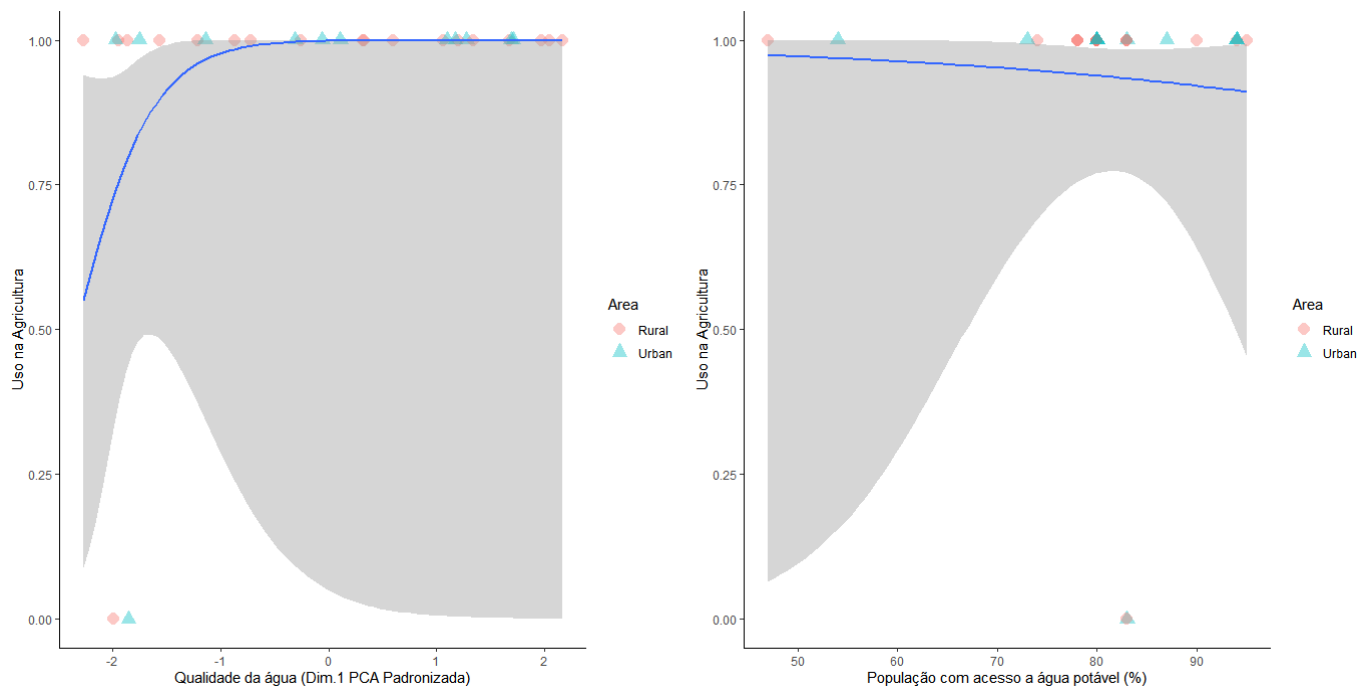 1.00
0.75
0.50
0.25
0.00
Uso na Agricultura
-2 -1 0 1 2
Qualidade da água (Dim.1 PCA Padronizada)
Area
Rural
Urban
1.00
0.75
0.50
0.25
0.00
Uso na Agricultura
50 60 70 80 90
População com acesso a água potável (%)
Area
Rural
Urban